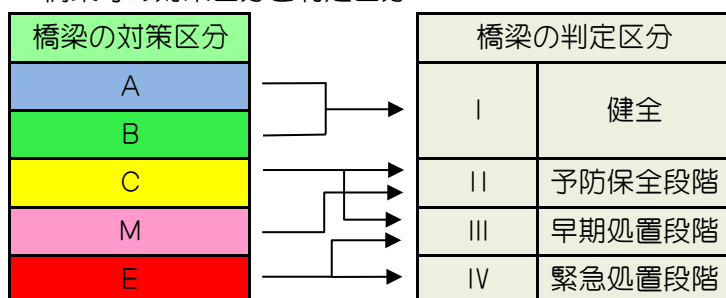 橋梁の対策区分
A
B
C
M
E
橋梁の判定区分
I 健全
II 予防保全段階
III 早期処置段階
IV 緊急処置段階